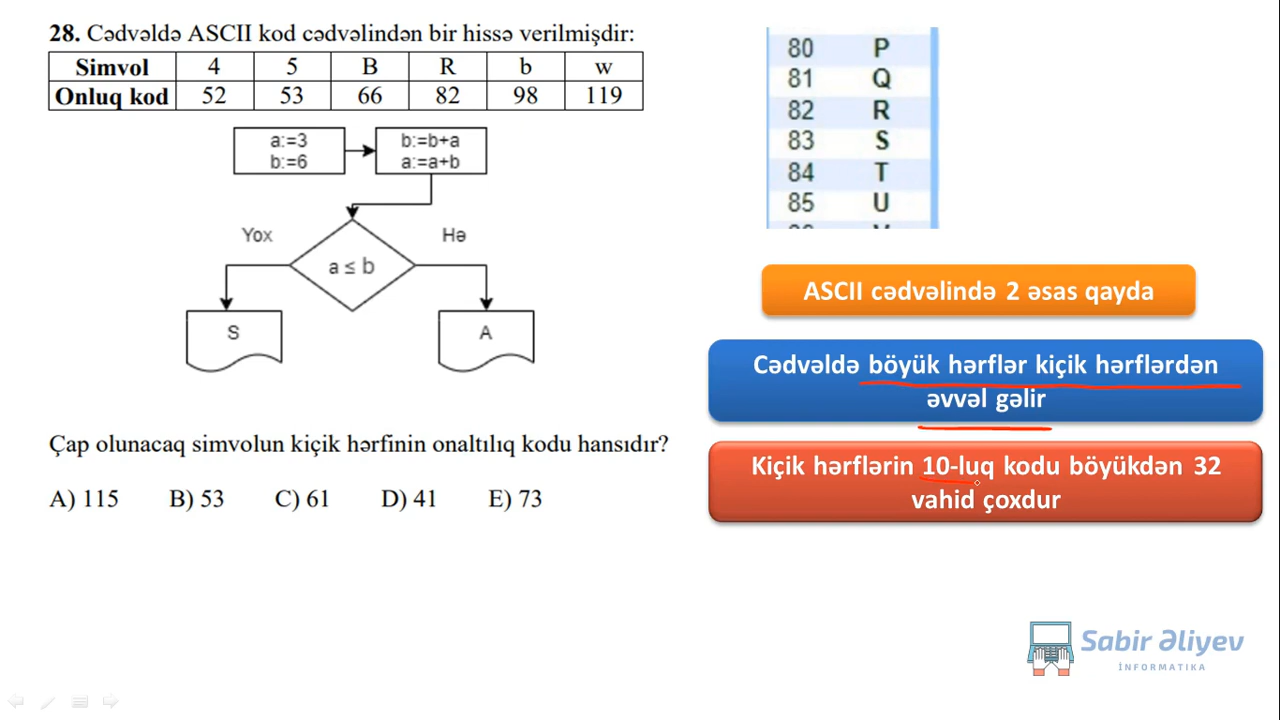 28. Cədvəldə ASCII kod cədvəlindən bir hissə verilmişdir:
Simvol 4 5 B R b w
Onluq kod 52 53 66 82 98 119
a:=3
b:=6
b:=b+a
a:=a+b
Yox
Hə
a ≤ b
S
A
Çap olunacaq simvolun kiçik hərfinin onaltılıq kodu hansıdır?
A) 115 B) 53 C) 61 D) 41 E) 73
80 P
81 Q
82 R
83 S
84 T
85 U
ASCII cədvəlində 2 əsas qayda
Cədvəldə böyük hərflər kiçik hərflərdən
əvvəl gəlir
Kiçik hərflərin 10-luq kodu böyükdən 32
vahid çoxdur
Sabir Əliyev
İNFORMATIKA